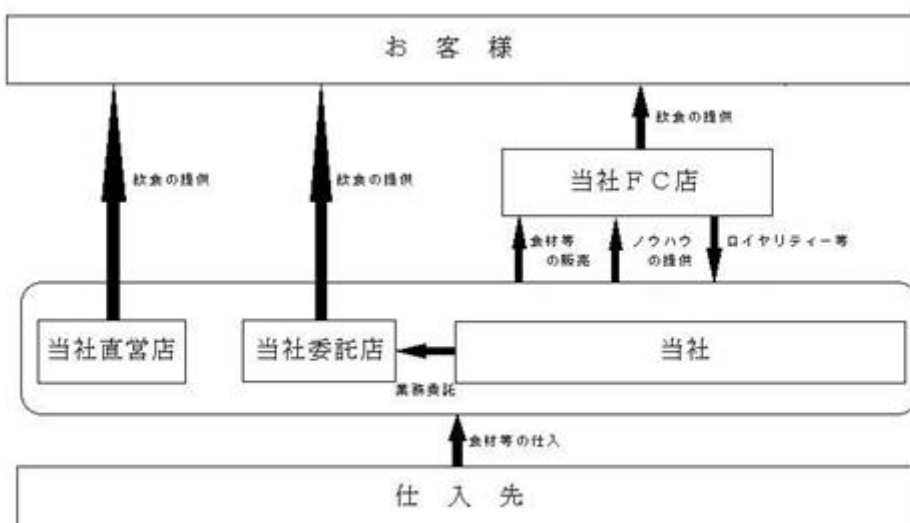 お客様
飲食の提供
飲食の提供
飲食の提供
当社FC店
食材等
の販売
ノウハウ
の提供
ロイヤリティー等
当社直営店
当社委託店
当社
業務委託
食材等の仕入
仕入先